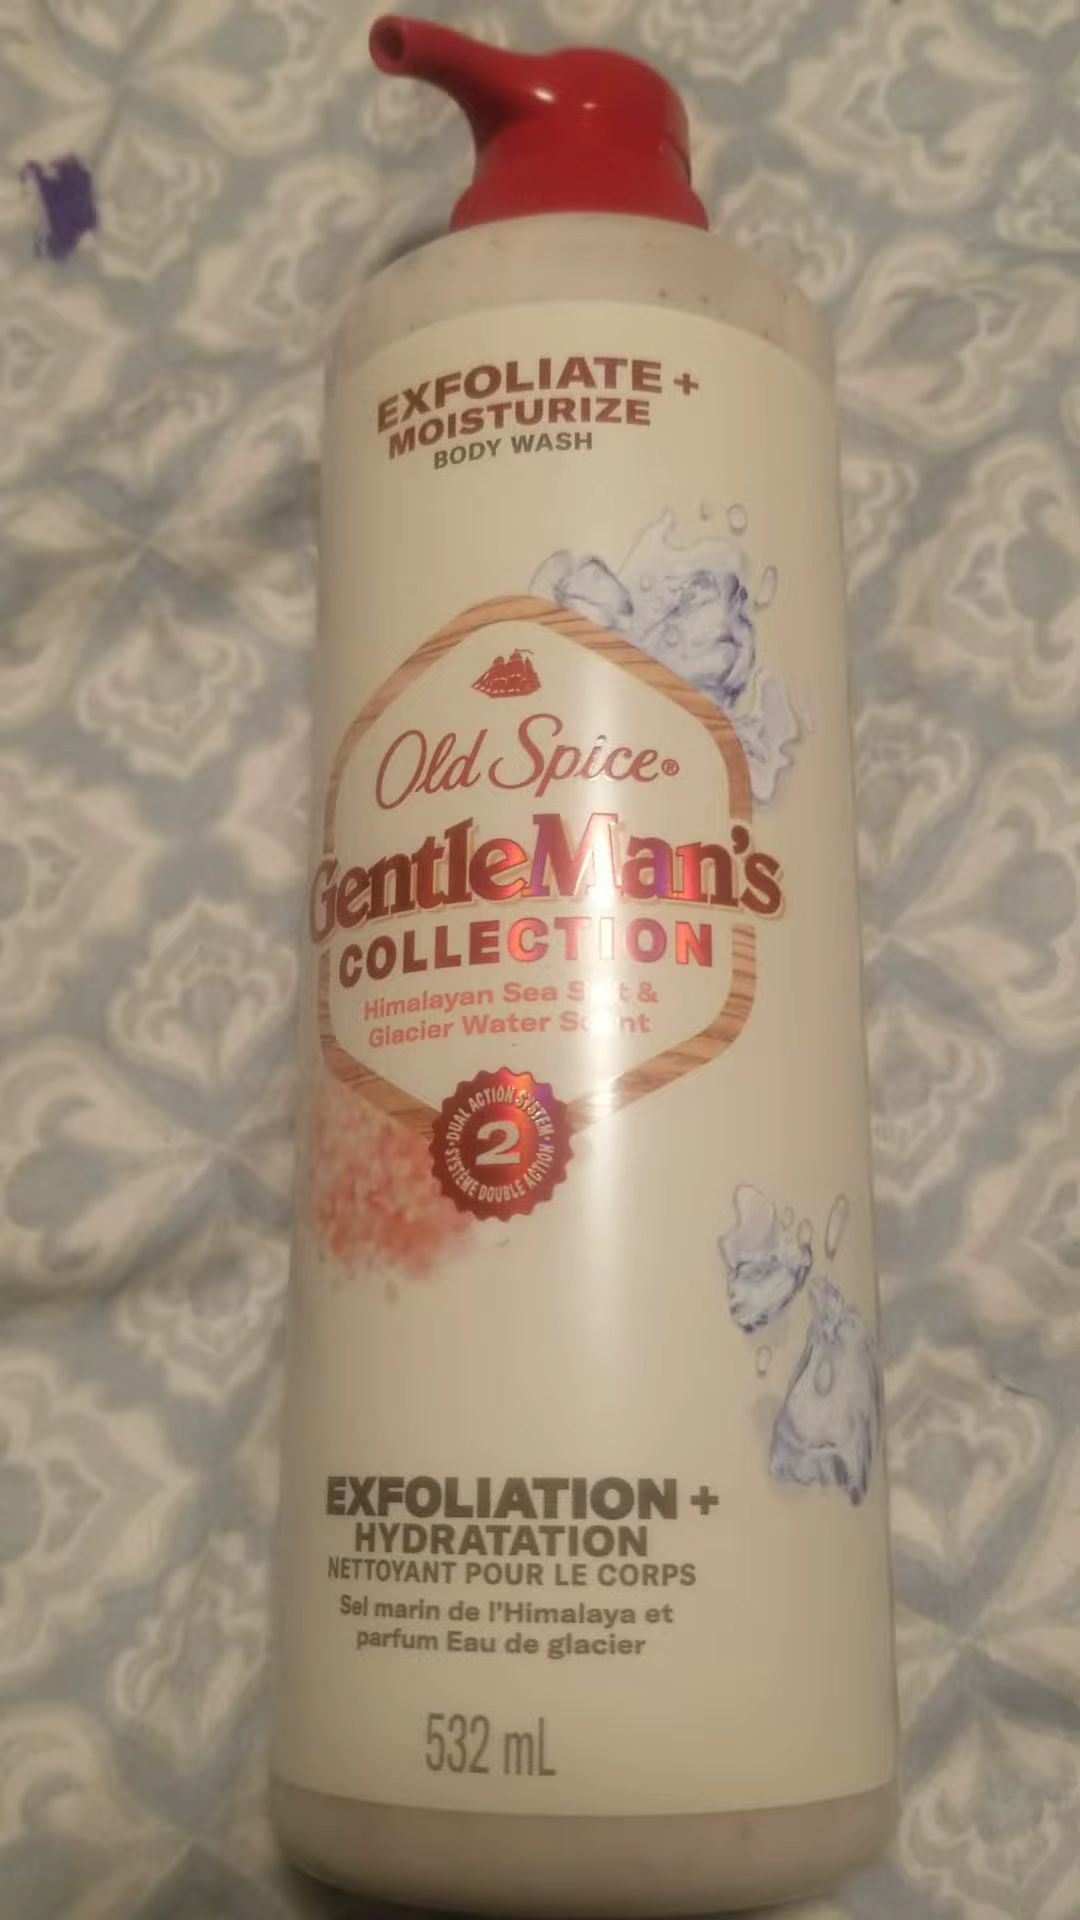 EXFOLIATE +
MOISTURIZE
BODY WASH
Old Spice®
GentleMan's
COLLECTION
Himalayan Sea &
Glacier Water
DUAL ACTION SYSTEM
2
SYSTÈME DOUBLE ACTION
EXFOLIATION +
HYDRATATION
NETTOYANT POUR LE CORPS
Sel marin de l'Himalaya et
parfum Eau de glacier
532 mL